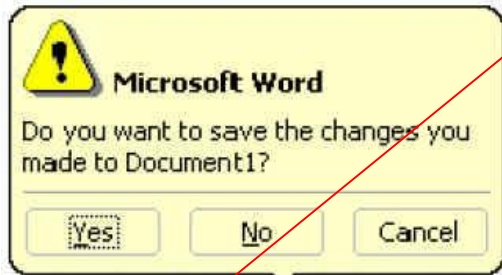 Microsoft Word
Do you want to save the changes you
made to Document1?
Yes No Cancel